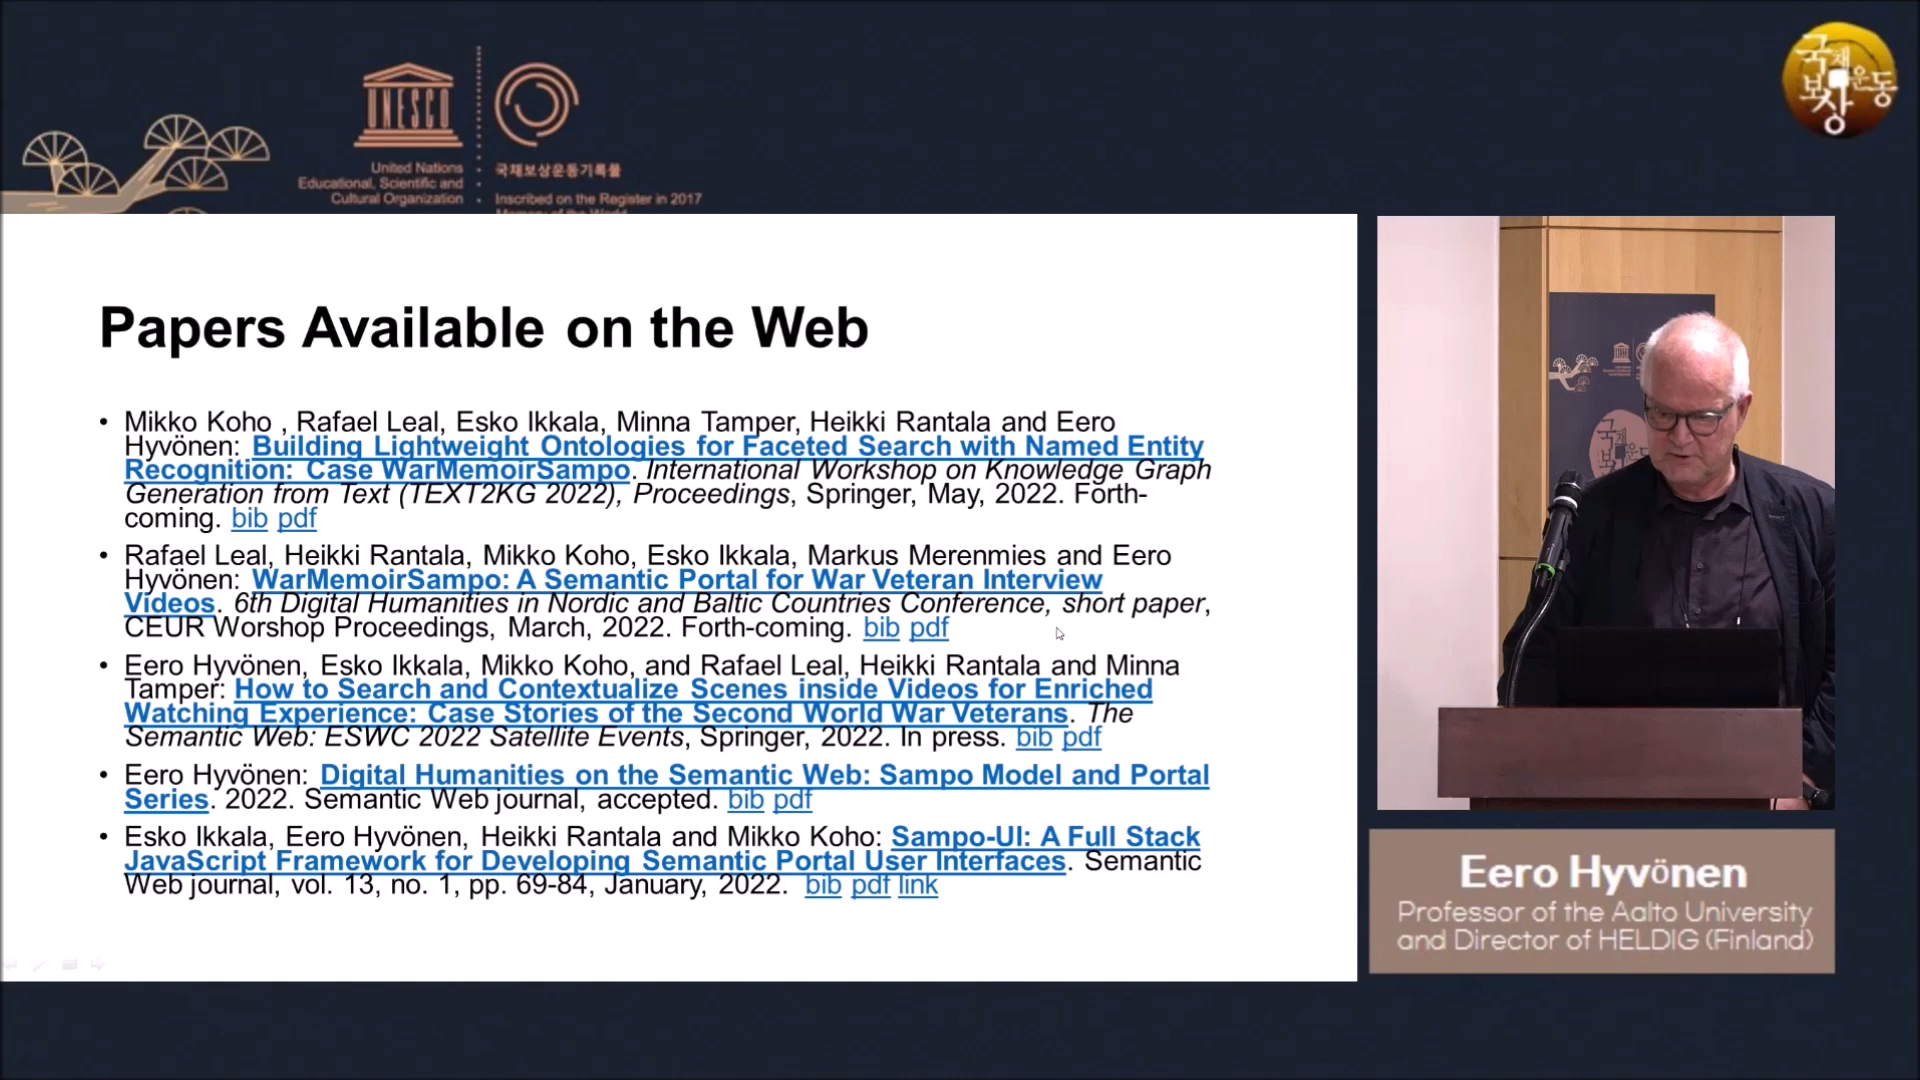 UNESCO
United Nations
Educational, Scientific and
Cultural Organization
국채보상운동기록물
Inscribed on the Register in 2017
Memory of the World
국채
보상운동
Papers Available on the Web
• Mikko Koho , Rafael Leal, Esko Ikkala, Minna Tamper, Heikki Rantala and Eero
Hyvönen: Building Lightweight Ontologies for Faceted Search with Named Entity
Recognition: Case WarMemoirSampo. International Workshop on Knowledge Graph
Generation from Text (TEXT2KG 2022), Proceedings, Springer, May, 2022. Forth-
coming. bib pdf
• Rafael Leal, Heikki Rantala, Mikko Koho, Esko Ikkala, Markus Merenmies and Eero
Hyvönen: WarMemoirSampo: A Semantic Portal for War Veteran Interview
Videos. 6th Digital Humanities in Nordic and Baltic Countries Conference, short paper,
CEUR Worshop Proceedings, March, 2022. Forth-coming. bib pdf
• Eero Hyvönen, Esko Ikkala, Mikko Koho, and Rafael Leal, Heikki Rantala and Minna
Tamper: How to Search and Contextualize Scenes inside Videos for Enriched
Watching Experience: Case Stories of the Second World War Veterans. The
Semantic Web: ESWC 2022 Satellite Events, Springer, 2022. In press. bib pdf
• Eero Hyvönen: Digital Humanities on the Semantic Web: Sampo Model and Portal
Series. 2022. Semantic Web journal, accepted. bib pdf
• Esko Ikkala, Eero Hyvönen, Heikki Rantala and Mikko Koho: Sampo-UI: A Full Stack
JavaScript Framework for Developing Semantic Portal User Interfaces. Semantic
Web journal, vol. 13, no. 1, pp. 69-84, January, 2022. bib pdf link
Eero Hyvönen
Professor of the Aalto University
and Director of HELDIG (Finland)